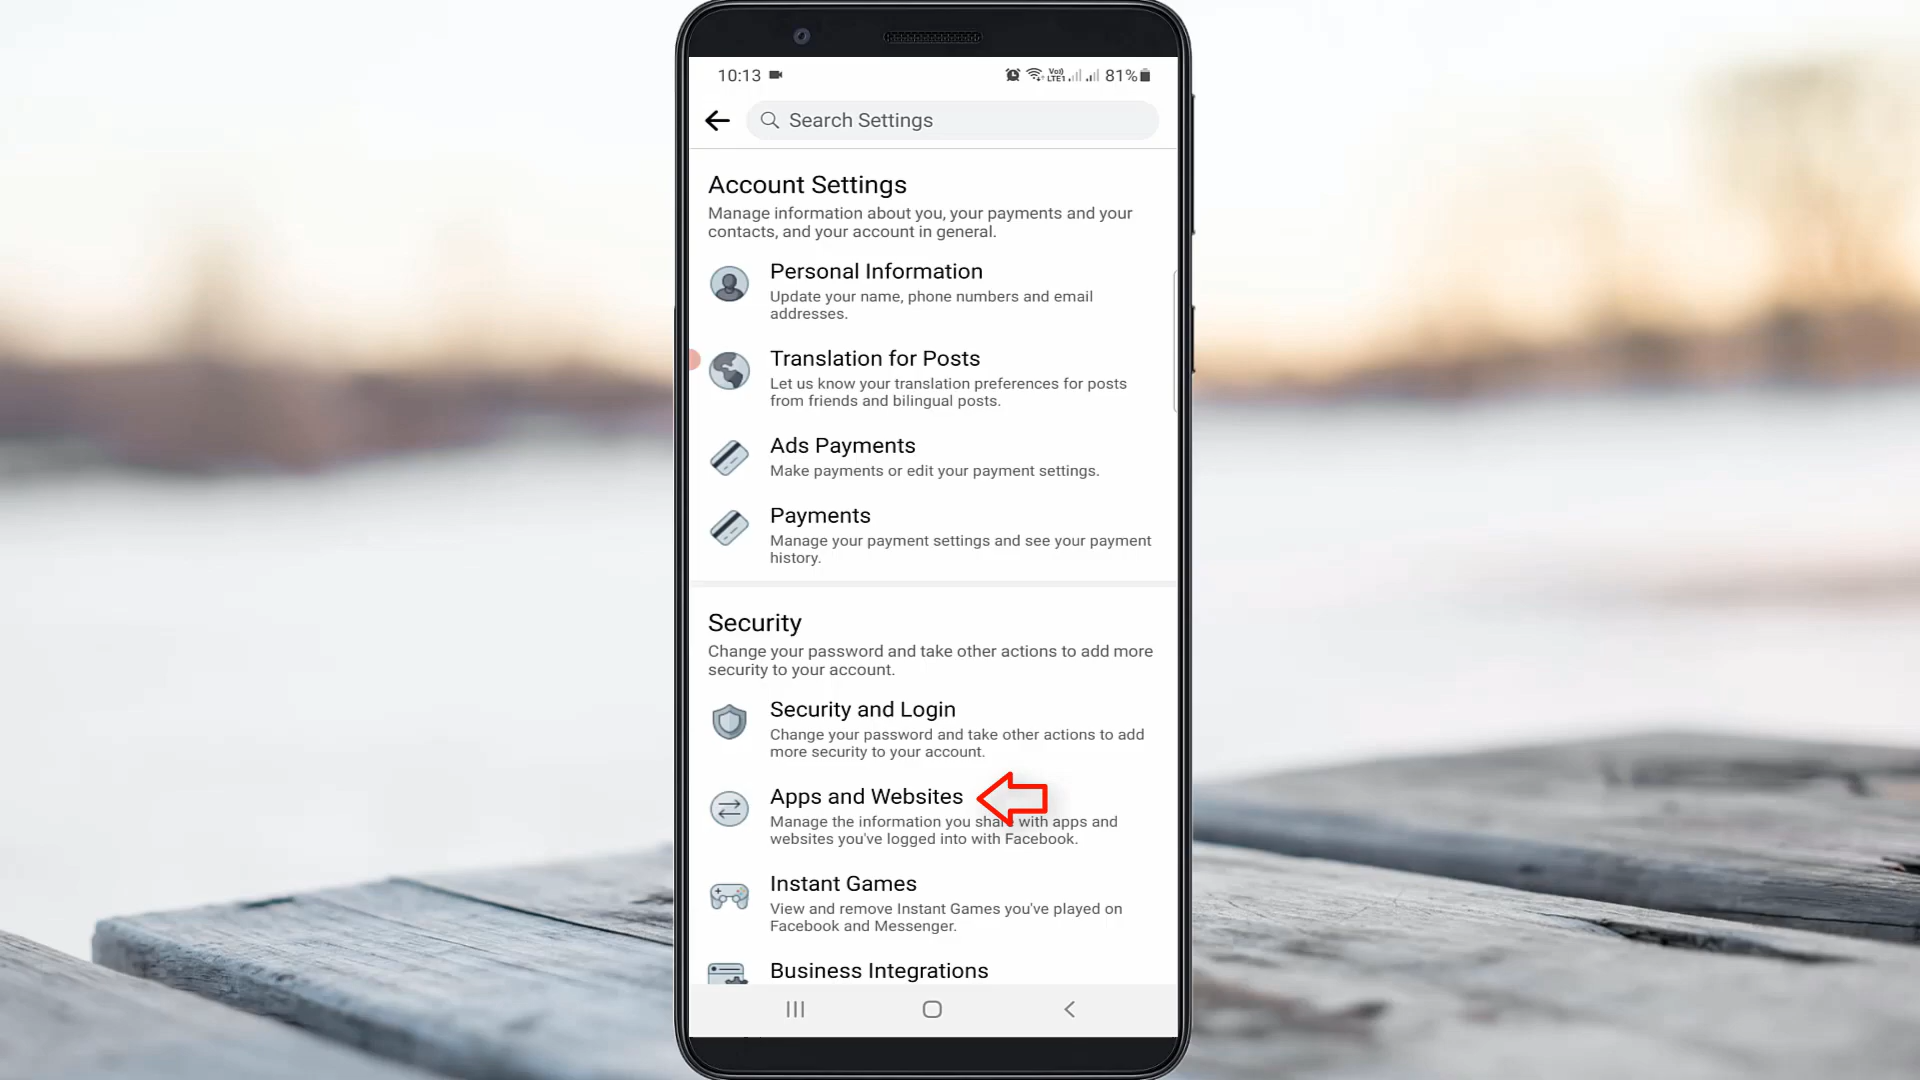 10:13
Vo))
LTE1
81%
Search Settings
Account Settings
Manage information about you, your payments and your
contacts, and your account in general.
Personal Information
Update your name, phone numbers and email
addresses.
Translation for Posts
Let us know your translation preferences for posts
from friends and bilingual posts.
Ads Payments
Make payments or edit your payment settings.
Payments
Manage your payment settings and see your payment
history.
Security
Change your password and take other actions to add more
security to your account.
Security and Login
Change your password and take other actions to add
more security to your account.
Apps and Websites
Manage the information you share with apps and
websites you've logged into with Facebook.
Instant Games
View and remove Instant Games you've played on
Facebook and Messenger.
Business Integrations